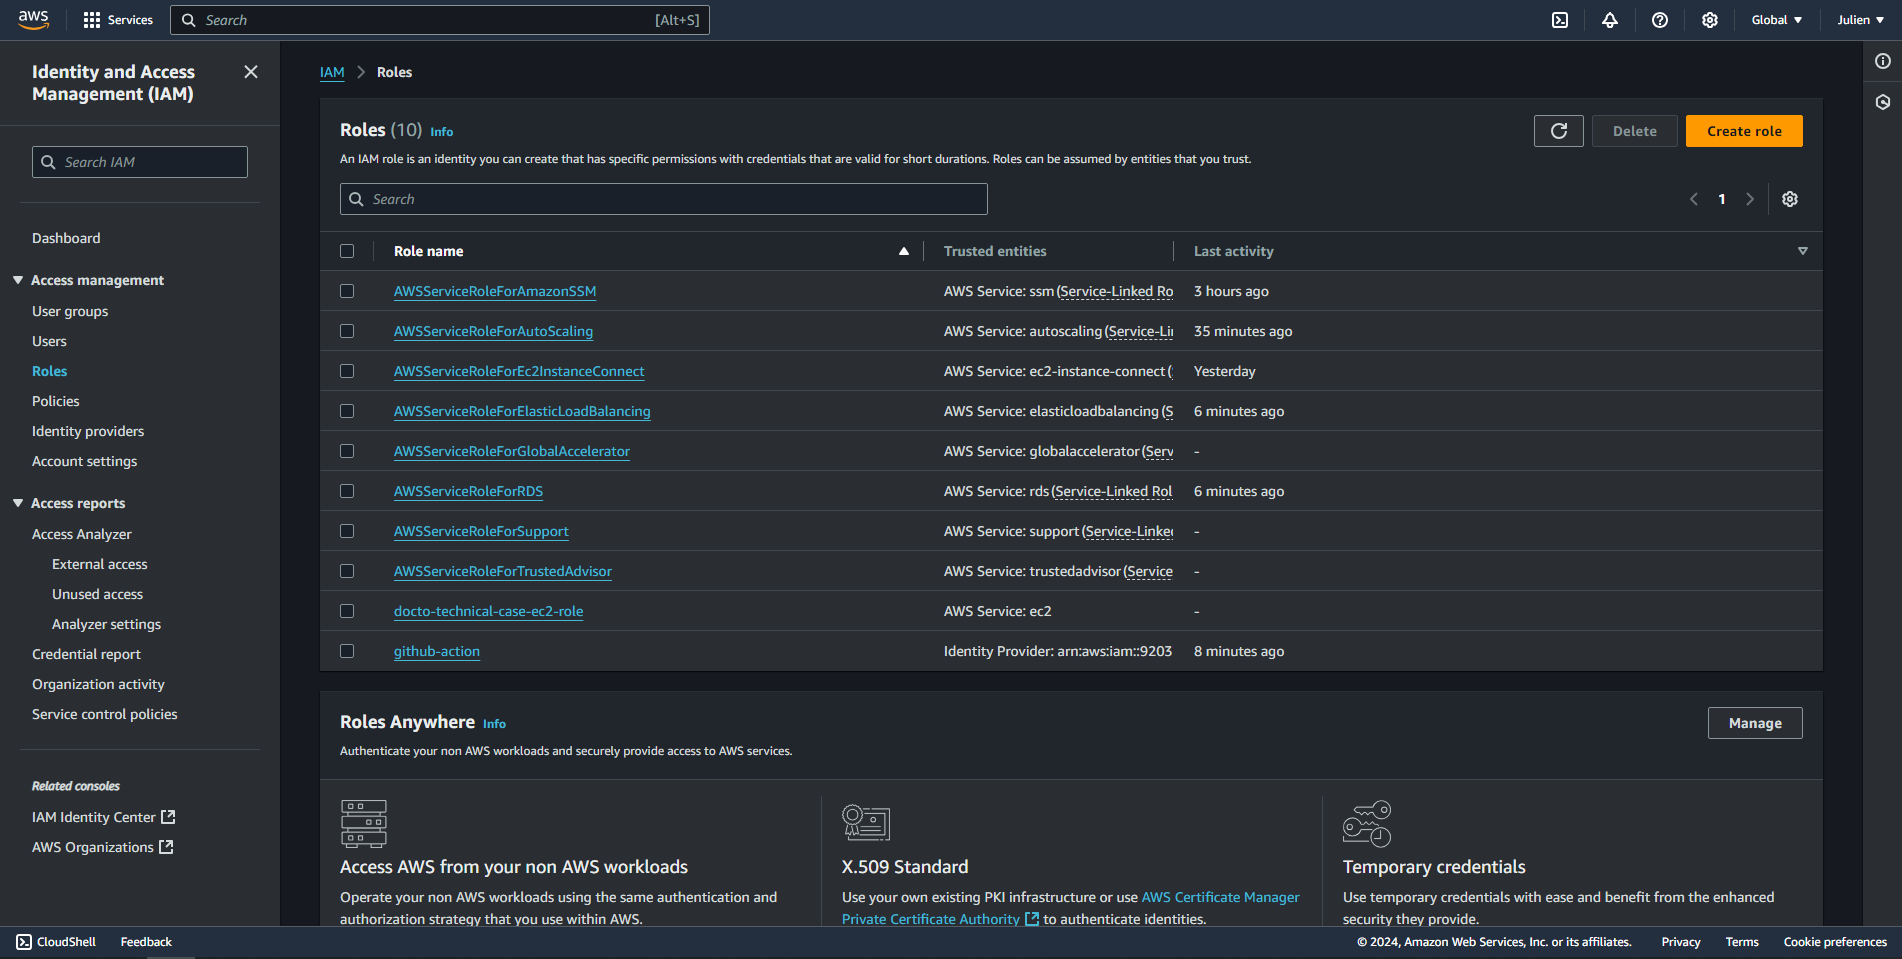 aws
Services
Search
[Alt+S]
Global
Julien
Identity and Access
Management (IAM)
Search IAM
Dashboard
Access management
User groups
Users
Roles
Policies
Identity providers
Account settings
Access reports
Access Analyzer
External access
Unused access
Analyzer settings
Credential report
Organization activity
Service control policies
Related consoles
IAM Identity Center
AWS Organizations
IAM > Roles
Roles (10) Info
Delete
Create role
An IAM role is an identity you can create that has specific permissions with credentials that are valid for short durations. Roles can be assumed by entities that you trust.
Search
1
Role name Trusted entities Last activity
AWSServiceRoleForAmazonSSM AWS Service: ssm (Service-Linked Ro 3 hours ago
AWSServiceRoleForAutoScaling AWS Service: autoscaling (Service-Li 35 minutes ago
AWSServiceRoleForEc2InstanceConnect AWS Service: ec2-instance-connect ( Yesterday
AWSServiceRoleForElasticLoadBalancing AWS Service: elasticloadbalancing (S 6 minutes ago
AWSServiceRoleForGlobalAccelerator AWS Service: globalaccelerator (Serv -
AWSServiceRoleForRDS AWS Service: rds (Service-Linked Rol 6 minutes ago
AWSServiceRoleForSupport AWS Service: support (Service-Linked -
AWSServiceRoleForTrustedAdvisor AWS Service: trustedadvisor (Service -
docto-technical-case-ec2-role AWS Service: ec2 -
github-action Identity Provider: arn:aws:iam::9203 8 minutes ago
Roles Anywhere Info
Manage
Authenticate your non AWS workloads and securely provide access to AWS services.
Access AWS from your non AWS workloads
Operate your non AWS workloads using the same authentication and
authorization strategy that you use within AWS.
X.509 Standard
Use your own existing PKI infrastructure or use AWS Certificate Manager
Private Certificate Authority to authenticate identities.
Temporary credentials
Use temporary credentials with ease and benefit from the enhanced
security they provide.
CloudShell Feedback
© 2024, Amazon Web Services, Inc. or its affiliates. Privacy Terms Cookie preferences